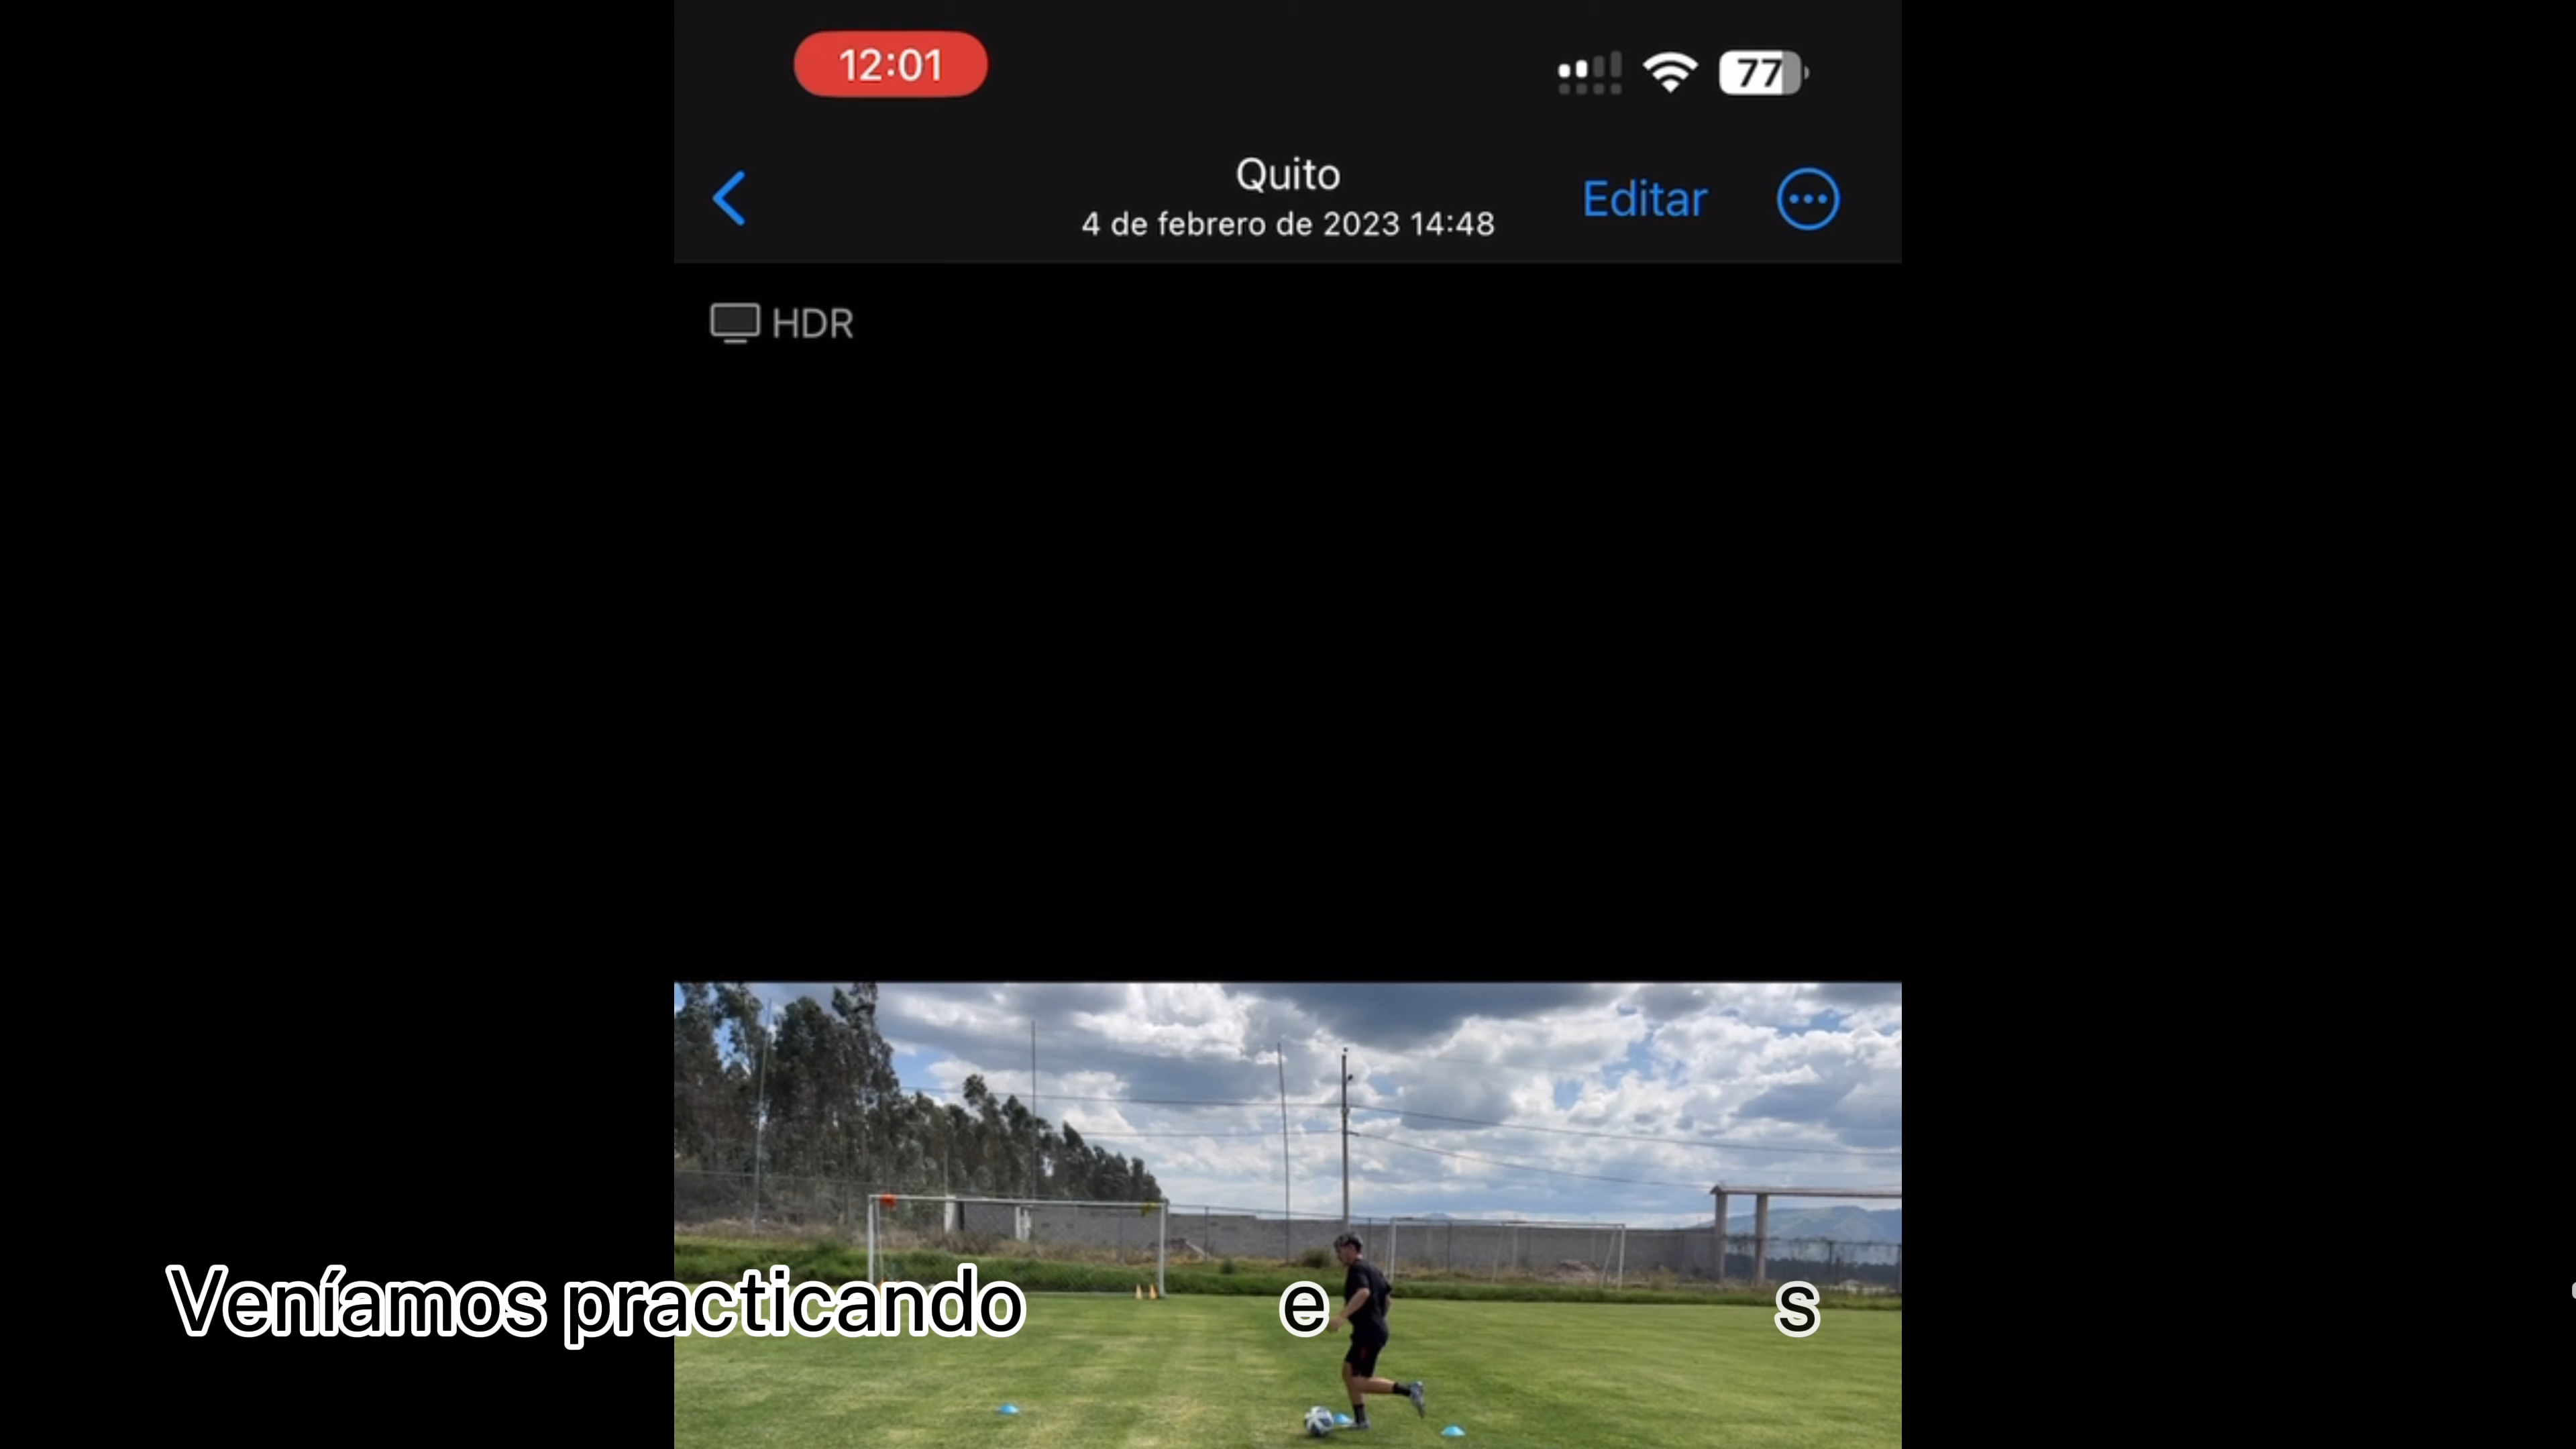 12:01
77
Quito
4 de febrero de 2023 14:48
Editar
HDR
Veníamos practicando e s